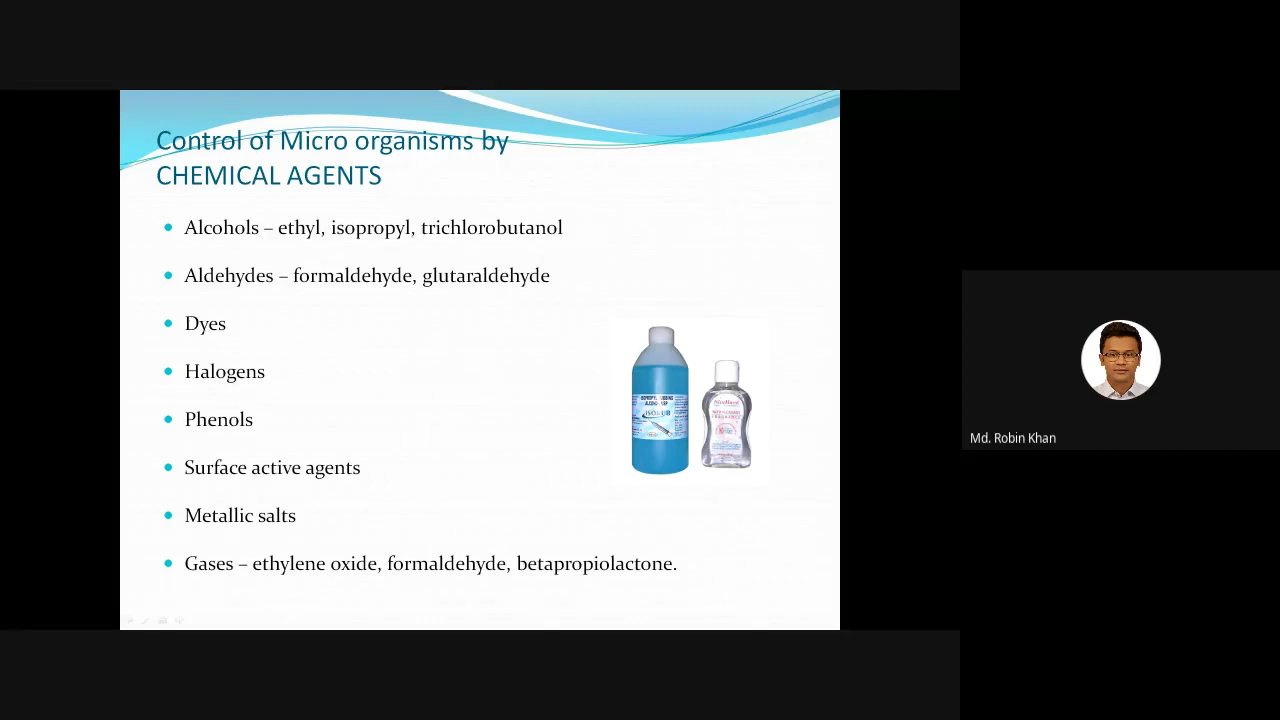 Control of Micro organisms by
CHEMICAL AGENTS
Alcohols – ethyl, isopropyl, trichlorobutanol
Aldehydes – formaldehyde, glutaraldehyde
Dyes
Halogens
Phenols
Surface active agents
Metallic salts
Gases – ethylene oxide, formaldehyde, betapropiolactone.
Md. Robin Khan